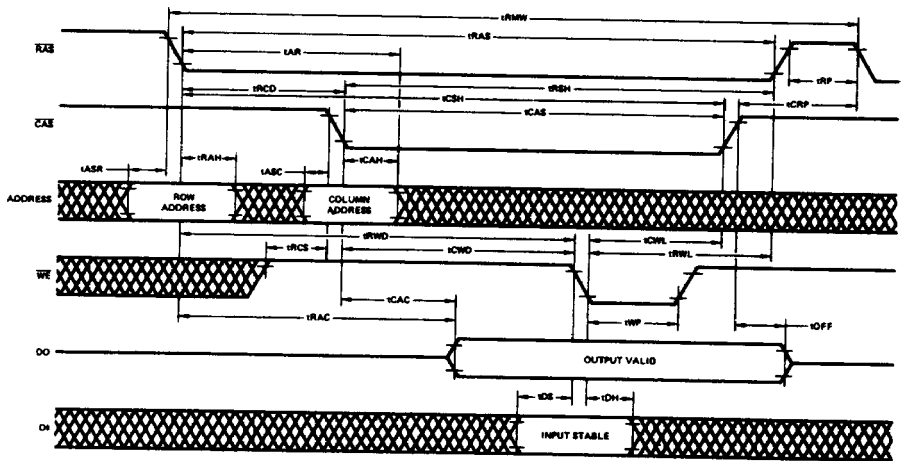 tRMW
tRAS
tAR
RAS
tRP
tRCD
tRSH
tCSH
tCRP
tCAS
CAS
tASR
tRAH
tASC
tCAH
ADDRESS
ROW
ADDRESS
COLUMN
ADDRESS
tRWD
tCWL
tRCS
tCWD
tRWL
WE
tCAC
tRAC
tWP
tOFF
DO
OUTPUT VALID
tDS
tDH
DI
INPUT STABLE